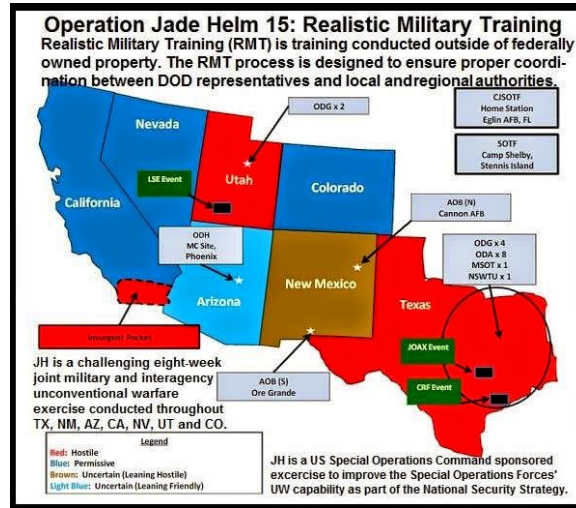 Operation Jade Helm 15: Realistic Military Training
Realistic Military Training (RMT) is training conducted outside of federally
owned property. The RMT process is designed to ensure proper coordi-
nation between DOD representatives and local and regional authorities.
ODG x 2
CJSOTF
Home Station
Eglin AFB, FL
SOTF
Camp Shelby,
Stennis Island
Nevada
LSE Event
Utah
Colorado
California
AOB (N)
Cannon AFB
ODH
MC Site,
Phoenix
ODG x 4
ODA x 8
MSOT x 1
NSWTU x 1
Arizona
New Mexico
Texas
Insurgent Pocket
JOAX Event
CRF Event
AOB (S)
Ore Grande
JH is a challenging eight-week
joint military and interagency
unconventional warfare
exercise conducted throughout
TX, NM, AZ, CA, NV, UT and CO.
Legend
Red: Hostile
Blue: Permissive
Brown: Uncertain (Leaning Hostile)
Light Blue: Uncertain (Leaning Friendly)
JH is a US Special Operations Command sponsored
excercise to improve the Special Operations Forces'
UW capability as part of the National Security Strategy.